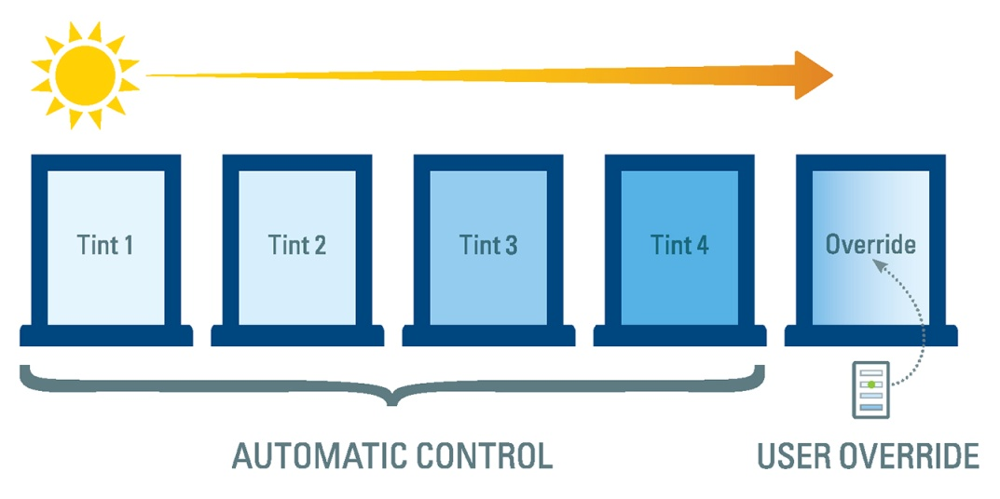 Tint 1
Tint 2
Tint 3
Tint 4
Override
AUTOMATIC CONTROL
USER OVERRIDE